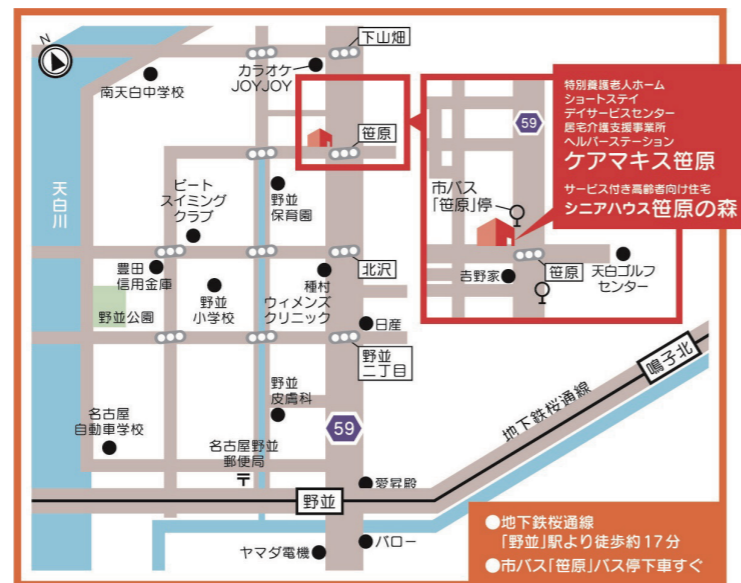 N
下山畑
カラオケ
JOYJOY
南天白中学校
笹原
天白川
ビート
スイミング
クラブ
野並
保育園
豊田
信用金庫
北沢
野並
小学校
種村
ウィメンズ
クリニック
野並公園
日産
野並
二丁目
野並
皮膚科
59
名古屋
自動車学校
名古屋野並
郵便局
〒
愛昇殿
野並
地下鉄桜通線
鳴子北
ヤマダ電機
バロー
59
市バス
「笹原」停
吉野家
笹原
天白ゴルフ
センター
特別養護老人ホーム
ショートステイ
デイサービスセンター
居宅介護支援事業所
ヘルパーステーション
ケアマキス笹原
サービス付き高齢者向け住宅
シニアハウス笹原の森
●地下鉄桜通線
「野並」駅より徒歩約17分
●市バス「笹原」バス停下車すぐ